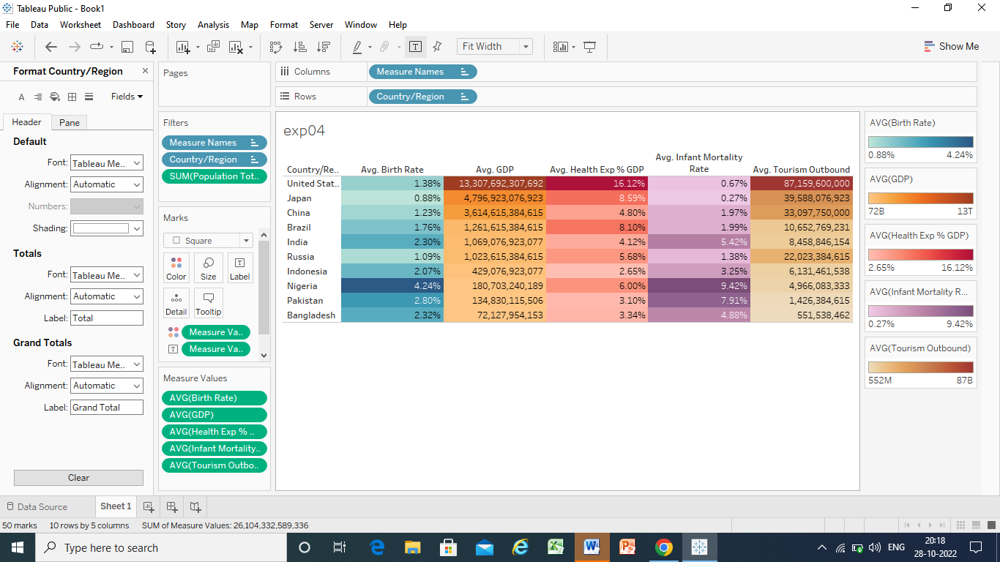 Tableau Public - Book1
File Data Worksheet Dashboard Story Analysis Map Format Server Window Help
Fit Width
Show Me
Format Country/Region
Fields
Header Pane
Default
Font: Tableau Me..
Alignment: Automatic
Numbers:
Shading:
Totals
Font: Tableau Me..
Alignment: Automatic
Label: Total
Grand Totals
Font: Tableau Me..
Alignment: Automatic
Label: Grand Total
Clear
Pages
Filters
Measure Names
Country/Region
SUM(Population Tot..
Marks
Square
Color Size Label
Detail Tooltip
Measure Va..
Measure Va..
Measure Values
AVG(Birth Rate)
AVG(GDP)
AVG(Health Exp % ..
AVG(Infant Mortality..
AVG(Tourism Outbo..
Columns Measure Names
Rows Country/Region
exp04
Country/Re.. Avg. Birth Rate Avg. GDP Avg. Health Exp % GDP Avg. Infant Mortality Rate Avg. Tourism Outbound
United Stat.. 1.38% 13,307,692,307,692 16.12% 0.67% 87,159,600,000
Japan 0.88% 4,796,923,076,923 8.59% 0.27% 39,588,076,923
China 1.23% 3,614,615,384,615 4.80% 1.97% 33,097,750,000
Brazil 1.76% 1,261,615,384,615 8.10% 1.99% 10,652,769,231
India 2.30% 1,069,076,923,077 4.12% 5.42% 8,458,846,154
Russia 1.09% 1,023,615,384,615 5.68% 1.38% 22,023,384,615
Indonesia 2.07% 429,076,923,077 2.65% 3.25% 6,131,461,538
Nigeria 4.24% 180,703,240,189 6.00% 9.42% 4,966,083,333
Pakistan 2.80% 134,830,115,506 3.10% 7.91% 1,426,384,615
Bangladesh 2.32% 72,127,954,153 3.34% 4.88% 551,538,462
AVG(Birth Rate)
0.88% 4.24%
AVG(GDP)
72B 13T
AVG(Health Exp % GDP)
2.65% 16.12%
AVG(Infant Mortality R...
0.27% 9.42%
AVG(Tourism Outbound)
552M 87B
Data Source Sheet 1
50 marks 10 rows by 5 columns SUM of Measure Values: 26,104,332,589,336
Type here to search
ENG
20:18
28-10-2022